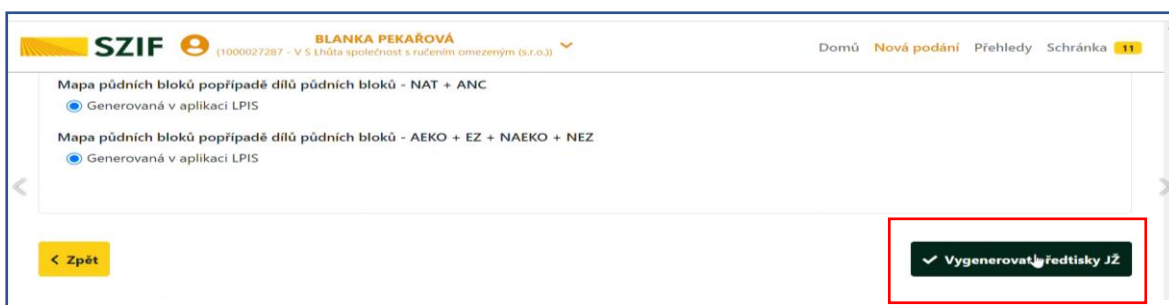 SZIF
BLANKA PEKAŘOVÁ
(1000027287 - V S Lhůta společnost s ručením omezeným (s.r.o.))
Domů Nová podání Přehledy Schránka 11
Mapa půdních bloků popřípadě dílů půdních bloků - NAT + ANC
Generovaná v aplikaci LPIS
Mapa půdních bloků popřípadě dílů půdních bloků - AEKO + EZ + NAEKO + NEZ
Generovaná v aplikaci LPIS
Zpět
Vygenerovat předtisky JŽ